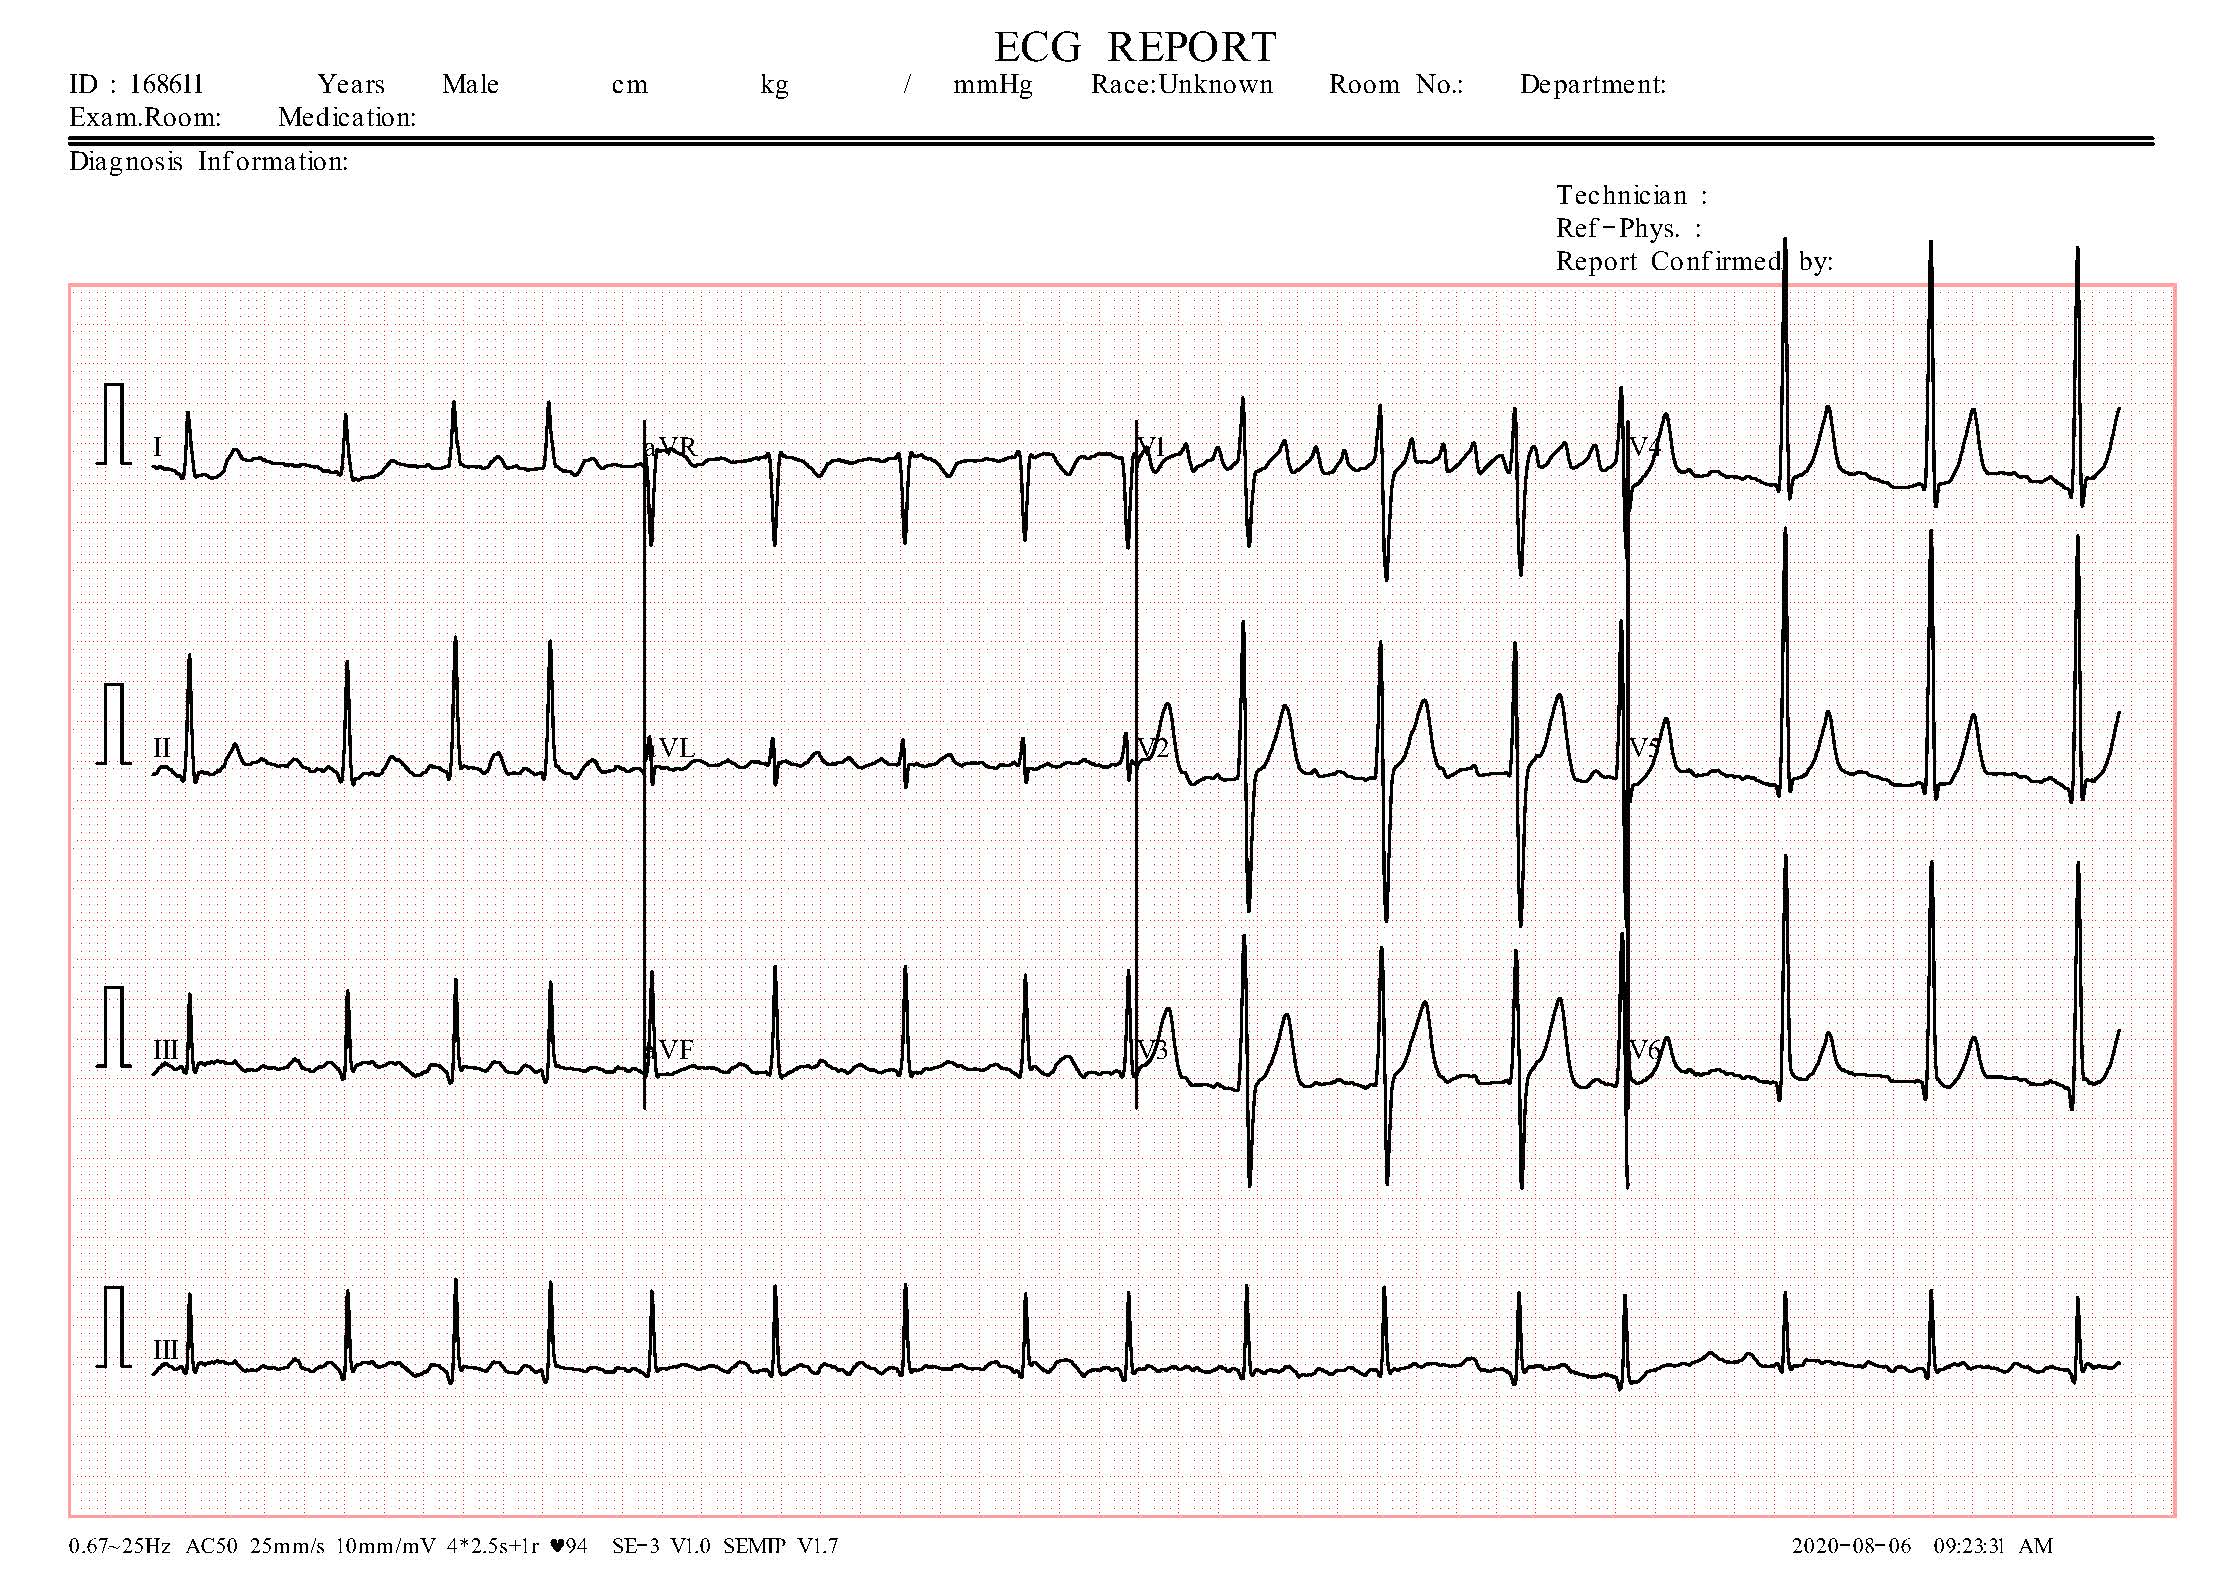 ECG REPORT
ID : 168611 Years Male cm kg / mmHg Race:Unknown Room No.: Department:
Exam.Room: Medication:
Diagnosis Information:
Technician :
Ref-Phys. :
Report Confirmed by:
I aVR V1 V4
II aVL V2 V5
III aVF V3 V6
III
0.67~25Hz AC50 25mm/s 10mm/mV 4*2.5s+1r ♥94 SE-3 V1.0 SEMIP V1.7
2020-08-06 09:23:31 AM